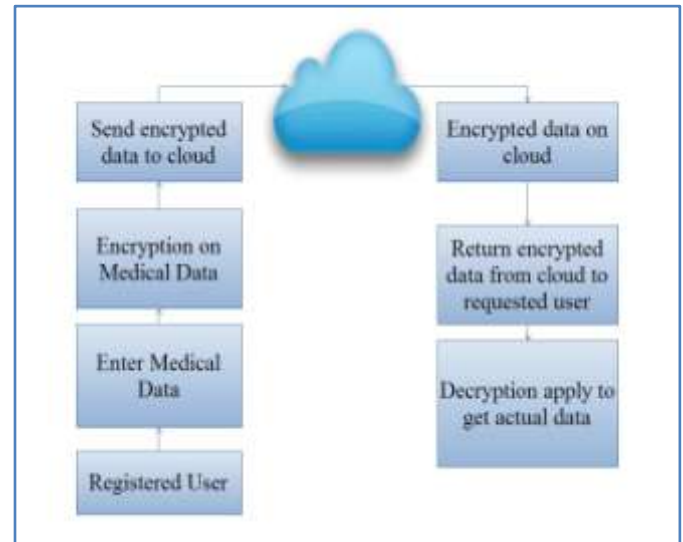 Send encrypted
data to cloud
Encryption on
Medical Data
Enter Medical
Data
Registered User
Encrypted data on
cloud
Return encrypted
data from cloud to
requested user
Decryption apply to
get actual data